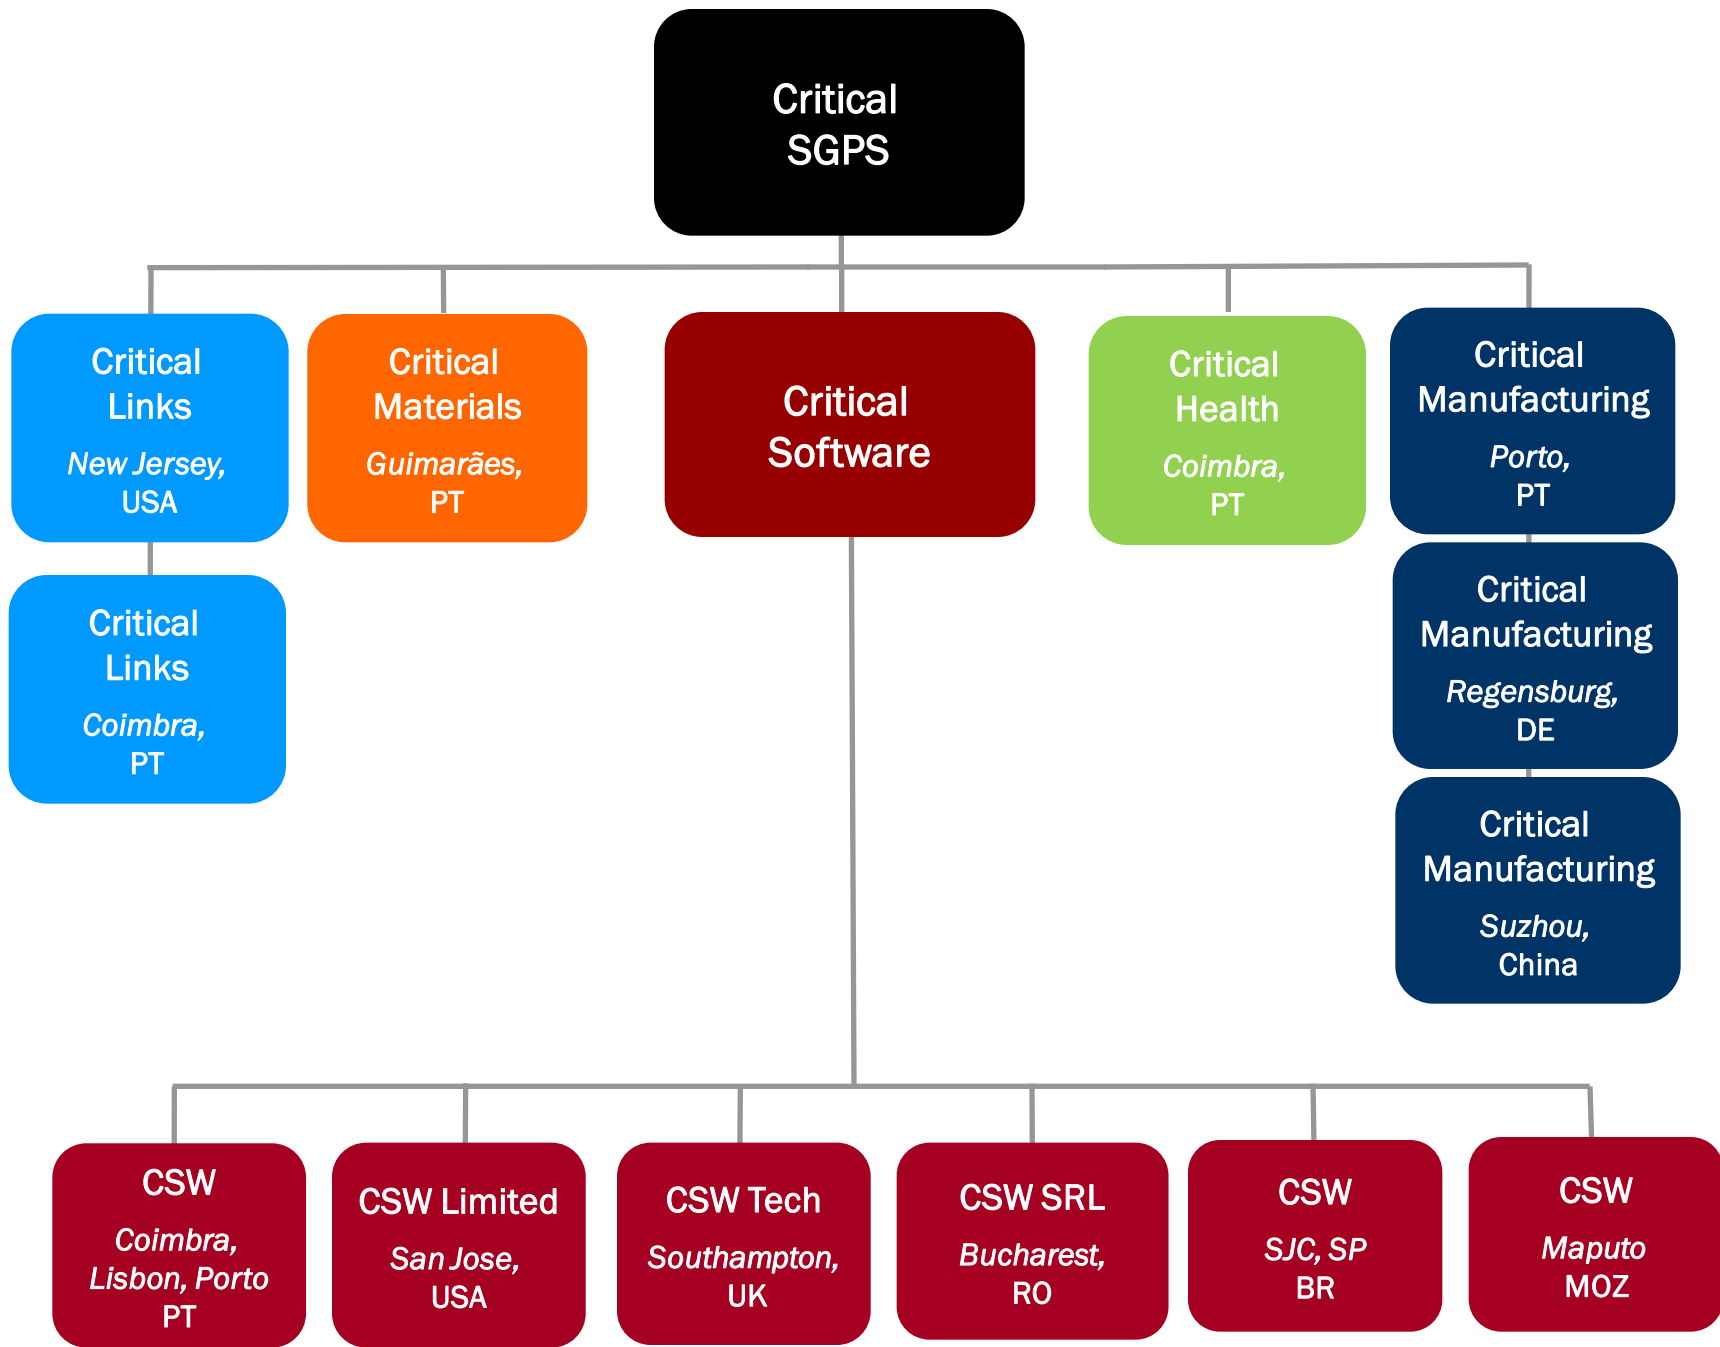 Critical
SGPS
Critical
Links
New Jersey,
USA
Critical
Materials
Guimarães,
PT
Critical
Software
Critical
Health
Coimbra,
PT
Critical
Manufacturing
Porto,
PT
Critical
Links
Coimbra,
PT
Critical
Manufacturing
Regensburg,
DE
Critical
Manufacturing
Suzhou,
China
CSW
Coimbra,
Lisbon, Porto
PT
CSW Limited
San Jose,
USA
CSW Tech
Southampton,
UK
CSW SRL
Bucharest,
RO
CSW
SJC, SP
BR
CSW
Maputo
MOZ